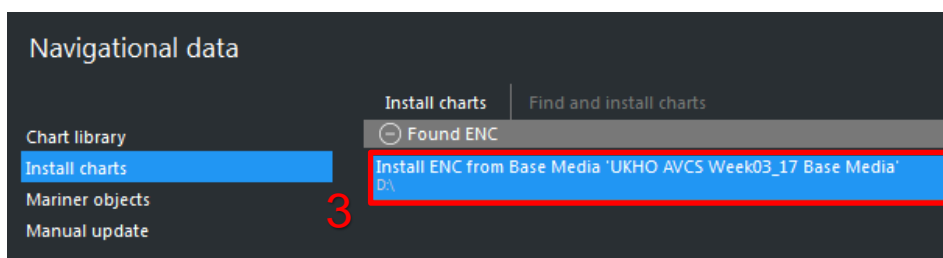 Navigational data
Install charts Find and install charts
Chart library
Found ENC
Install charts
Install ENC from Base Media 'UKHO AVCS Week03_17 Base Media'
D:\
Mariner objects
3
Manual update